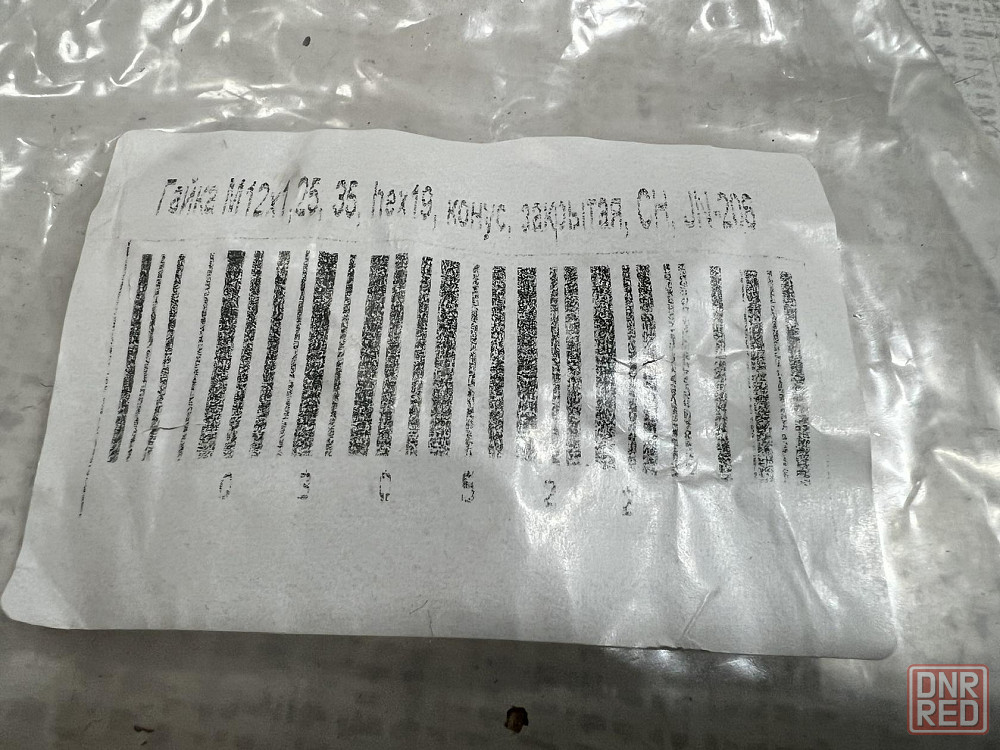 Гайка М12х1,25 35, hex19, конус, закрытая, CH, JN-206
0 3 0 5 2 2
DNR
RED